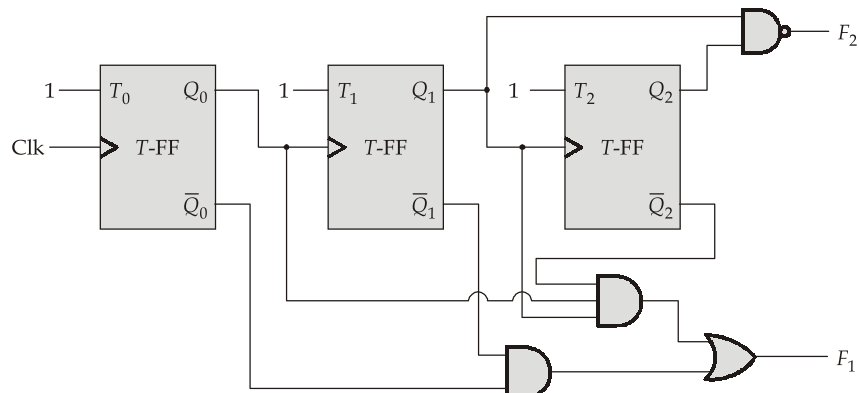 F₂
1 T₀ Q₀ 1 T₁ Q₁ 1 T₂ Q₂
Clk T-FF T-FF T-FF
Q̅₀ Q̅₁ Q̅₂
F₁